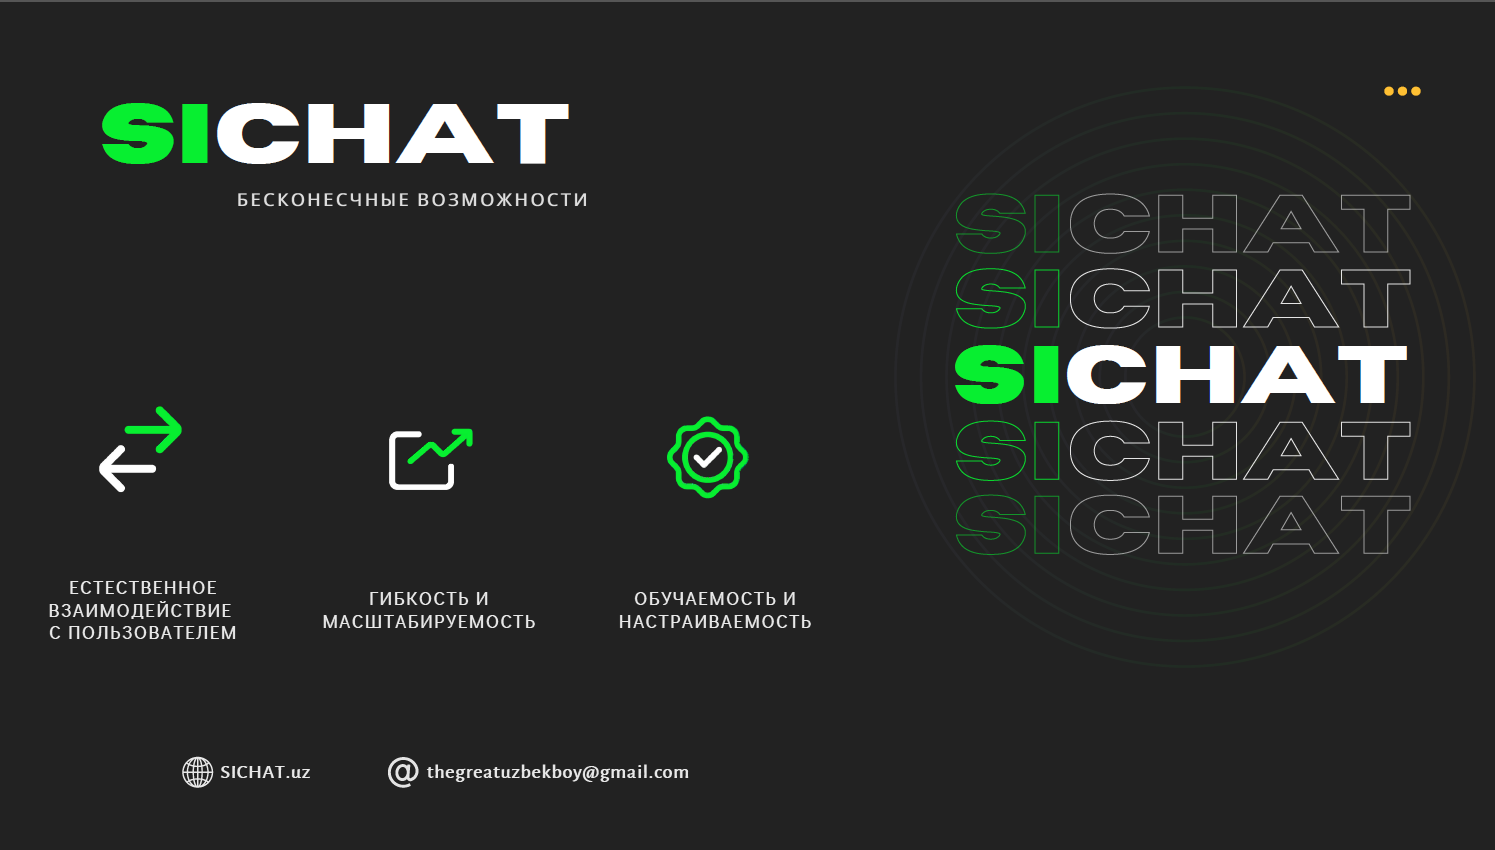 SICHAT
БЕСКОНЕСЧНЫЕ ВОЗМОЖНОСТИ
SICHAT
SICHAT
SICHAT
SICHAT
SICHAT
ЕСТЕСТВЕННОЕ
ВЗАИМОДЕЙСТВИЕ
С ПОЛЬЗОВАТЕЛЕМ
ГИБКОСТЬ И
МАСШТАБИРУЕМОСТЬ
ОБУЧАЕМОСТЬ И
НАСТРАИВАЕМОСТЬ
SICHAT.uz
@ thegreatuzbekboy@gmail.com